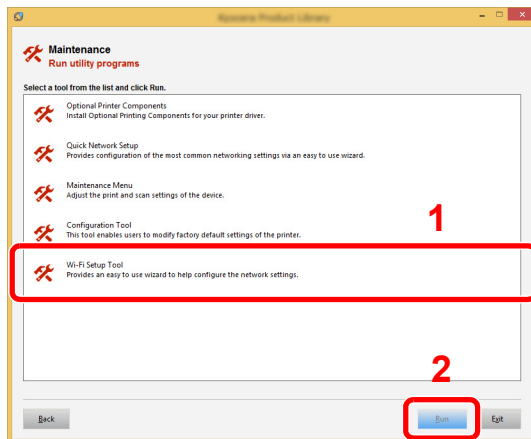 Kyocera Product Library
Maintenance
Run utility programs
Select a tool from the list and click Run.
Optional Printer Components
Install Optional Printing Components for your printer driver.
Quick Network Setup
Provides configuration of the most common networking settings via an easy to use wizard.
Maintenance Menu
Adjust the print and scan settings of the device.
Configuration Tool
This tool enables users to modify factory default settings of the printer.
1
Wi-Fi Setup Tool
Provides an easy to use wizard to help configure the network settings.
2
Back
Run
Exit